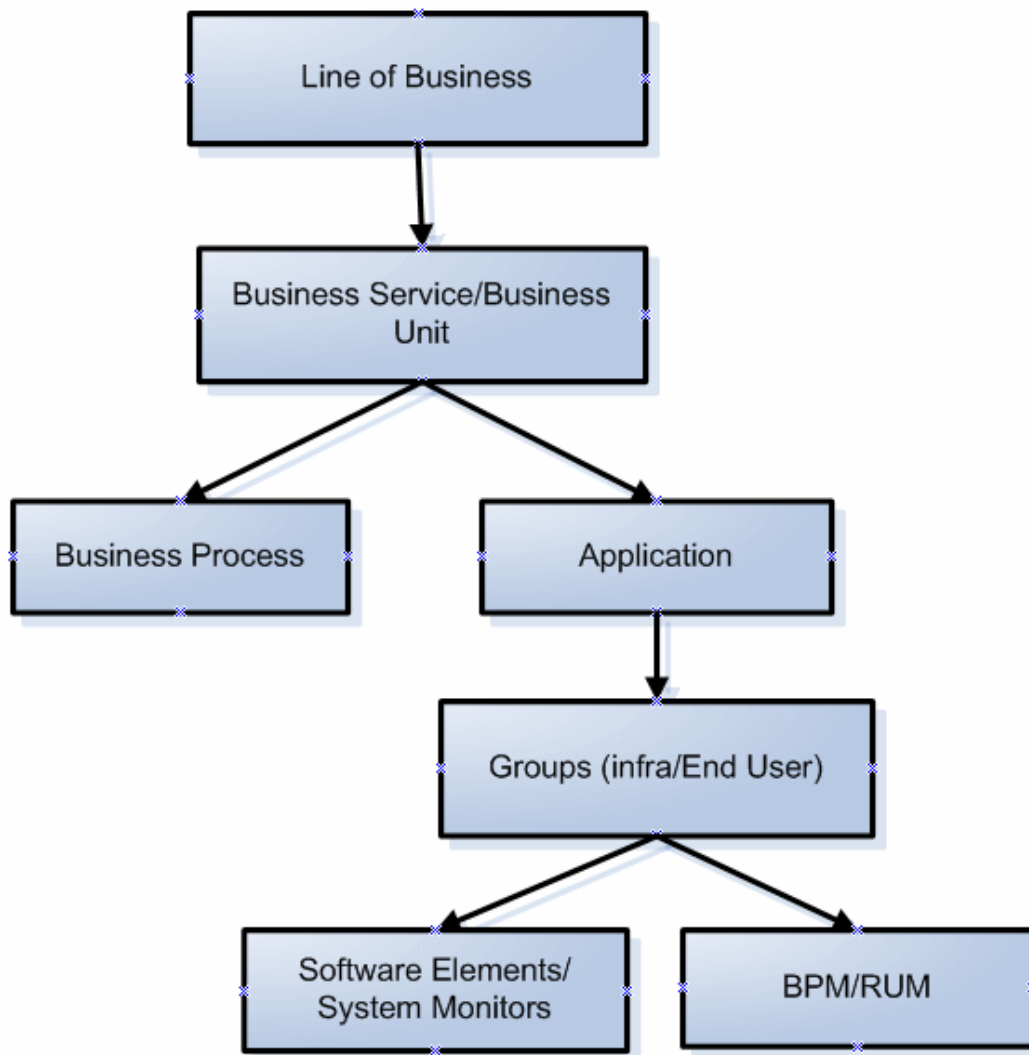 Line of Business
Business Service/Business
Unit
Business Process
Application
Groups (infra/End User)
Software Elements/
System Monitors
BPM/RUM